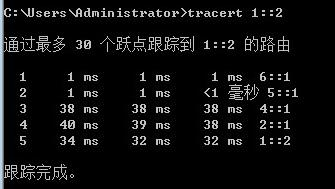 C:\Users\Administrator>tracert 1::2
通过最多 30 个跃点跟踪到 1::2 的路由
1 1 ms 1 ms 1 ms 6::1
2 1 ms 1 ms <1 毫秒 5::1
3 38 ms 38 ms 38 ms 4::1
4 40 ms 39 ms 38 ms 2::1
5 34 ms 32 ms 32 ms 1::2
跟踪完成。